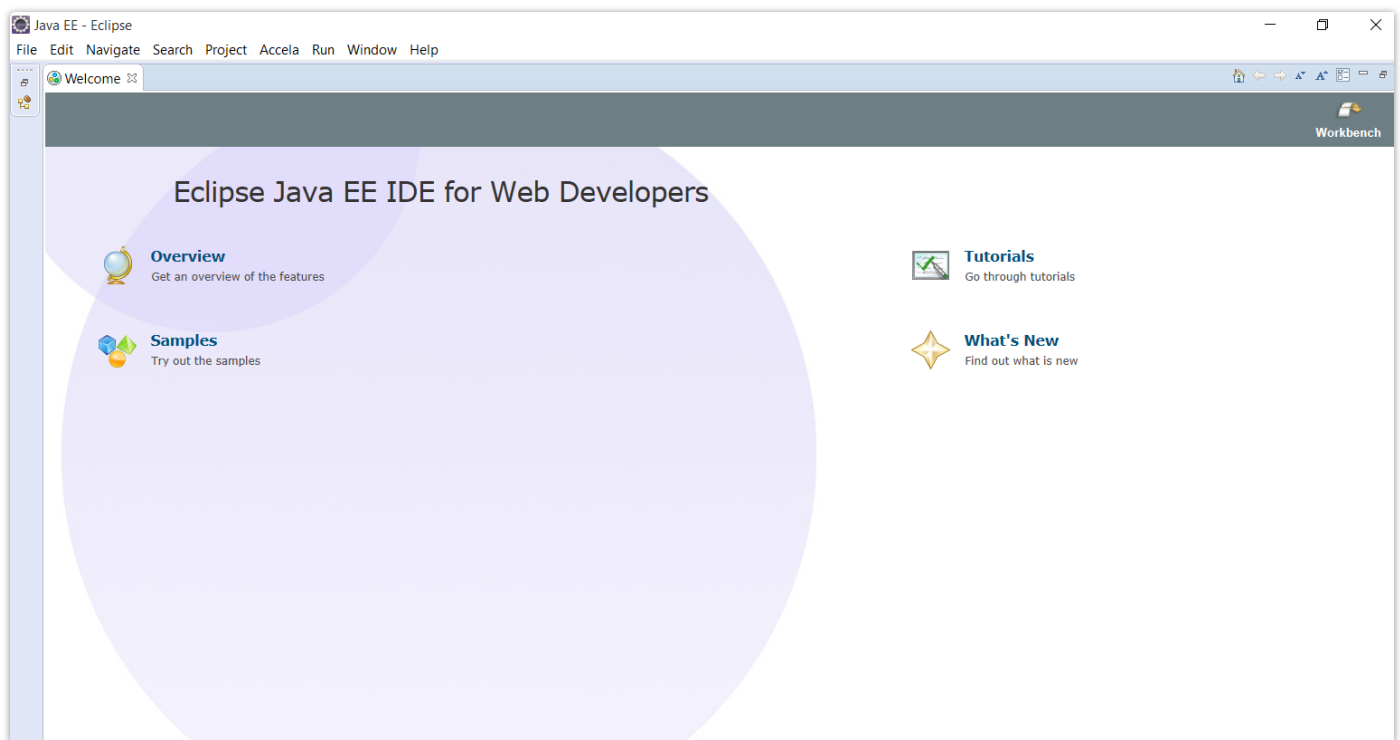 Java EE - Eclipse
File Edit Navigate Search Project Accela Run Window Help
Welcome
Workbench
Eclipse Java EE IDE for Web Developers
Overview
Get an overview of the features
Tutorials
Go through tutorials
Samples
Try out the samples
What's New
Find out what is new